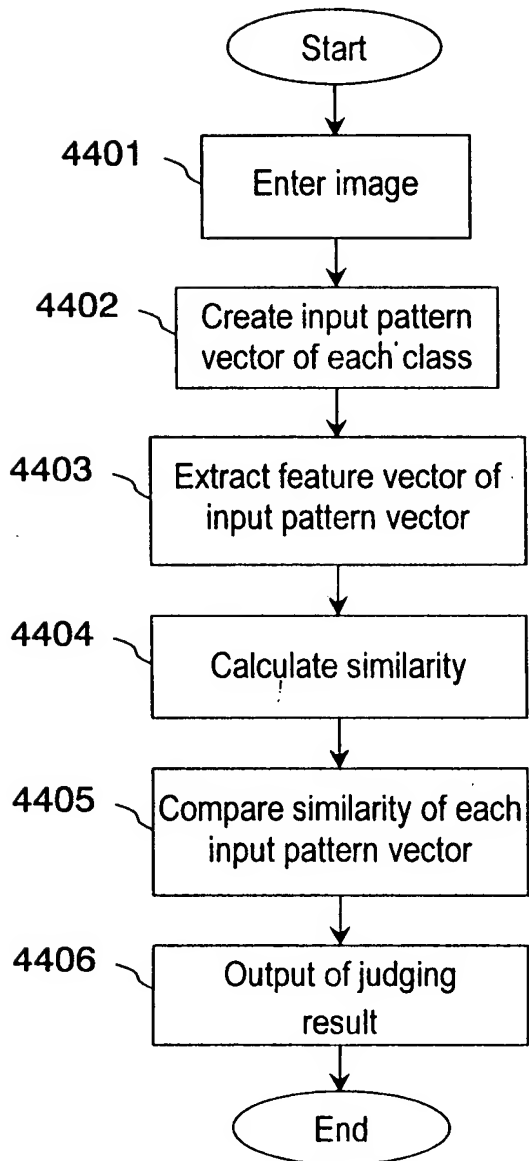 Start
4401
Enter image
4402
Create input pattern
vector of each class
4403
Extract feature vector of
input pattern vector
4404
Calculate similarity
4405
Compare similarity of each
input pattern vector
4406
Output of judging
result
End